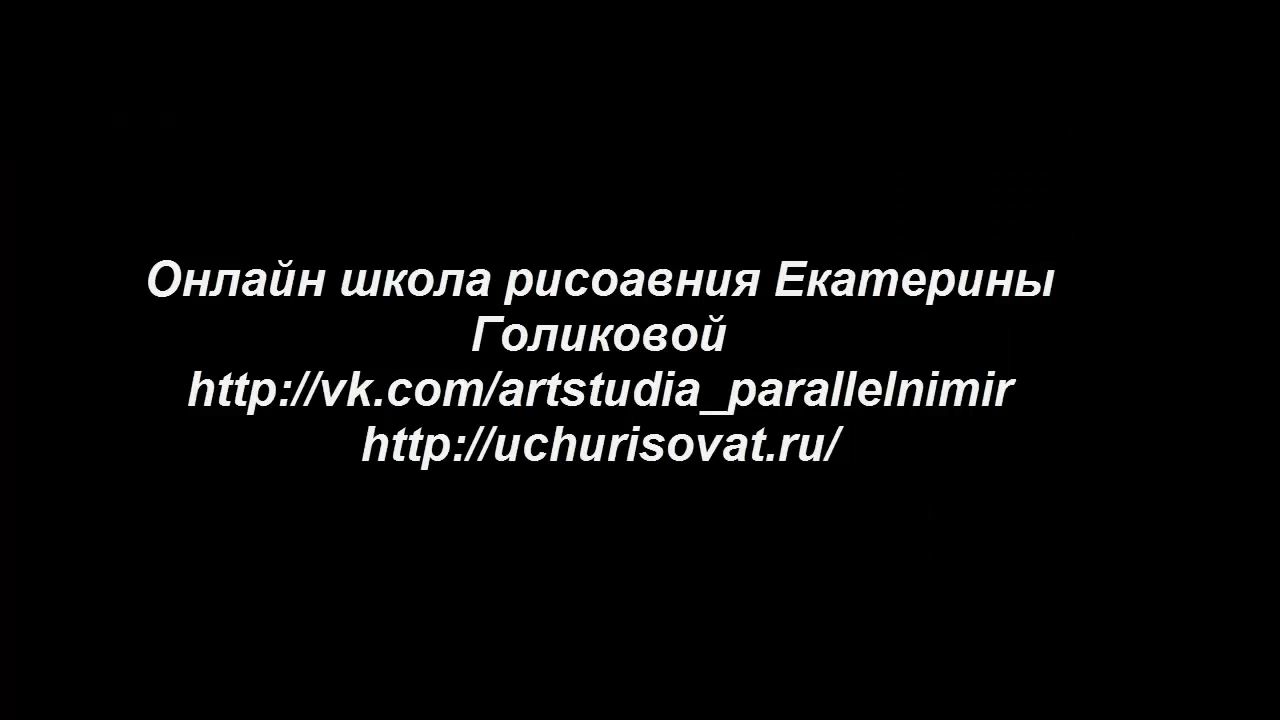 Онлайн школа рисоавния Екатерины
Голиковой
http://vk.com/artstudia_parallelnimir
http://uchurisovat.ru/